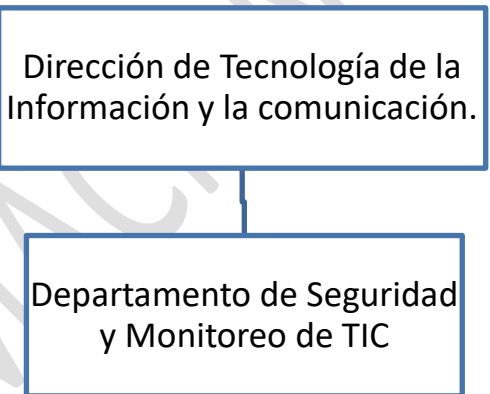 Dirección de Tecnología de la
Información y la comunicación.
Departamento de Seguridad
y Monitoreo de TIC